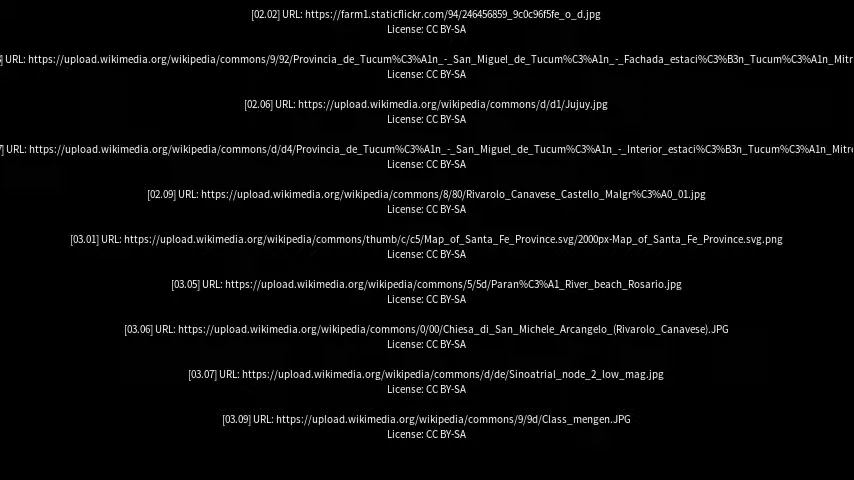 [02.02] URL: https://farm1.staticflickr.com/94/246456859_9c0c96f5fe_o_d.jpg
License: CC BY-SA
] URL: https://upload.wikimedia.org/wikipedia/commons/9/92/Provincia_de_Tucum%C3%A1n_-_San_Miguel_de_Tucum%C3%A1n_-_Fachada_estaci%C3%B3n_Tucum%C3%A1n_Mitr
License: CC BY-SA
[02.06] URL: https://upload.wikimedia.org/wikipedia/commons/d/d1/Jujuy.jpg
License: CC BY-SA
] URL: https://upload.wikimedia.org/wikipedia/commons/d/d4/Provincia_de_Tucum%C3%A1n_-_San_Miguel_de_Tucum%C3%A1n_-_Interior_estaci%C3%B3n_Tucum%C3%A1n_Mitr
License: CC BY-SA
[02.09] URL: https://upload.wikimedia.org/wikipedia/commons/8/80/Rivarolo_Canavese_Castello_Malgr%C3%A0_01.jpg
License: CC BY-SA
[03.01] URL: https://upload.wikimedia.org/wikipedia/commons/thumb/c/c5/Map_of_Santa_Fe_Province.svg/2000px-Map_of_Santa_Fe_Province.svg.png
License: CC BY-SA
[03.05] URL: https://upload.wikimedia.org/wikipedia/commons/5/5d/Paran%C3%A1_River_beach_Rosario.jpg
License: CC BY-SA
[03.06] URL: https://upload.wikimedia.org/wikipedia/commons/0/00/Chiesa_di_San_Michele_Arcangelo_(Rivarolo_Canavese).JPG
License: CC BY-SA
[03.07] URL: https://upload.wikimedia.org/wikipedia/commons/d/de/Sinoatrial_node_2_low_mag.jpg
License: CC BY-SA
[03.09] URL: https://upload.wikimedia.org/wikipedia/commons/9/9d/Class_mengen.JPG
License: CC BY-SA